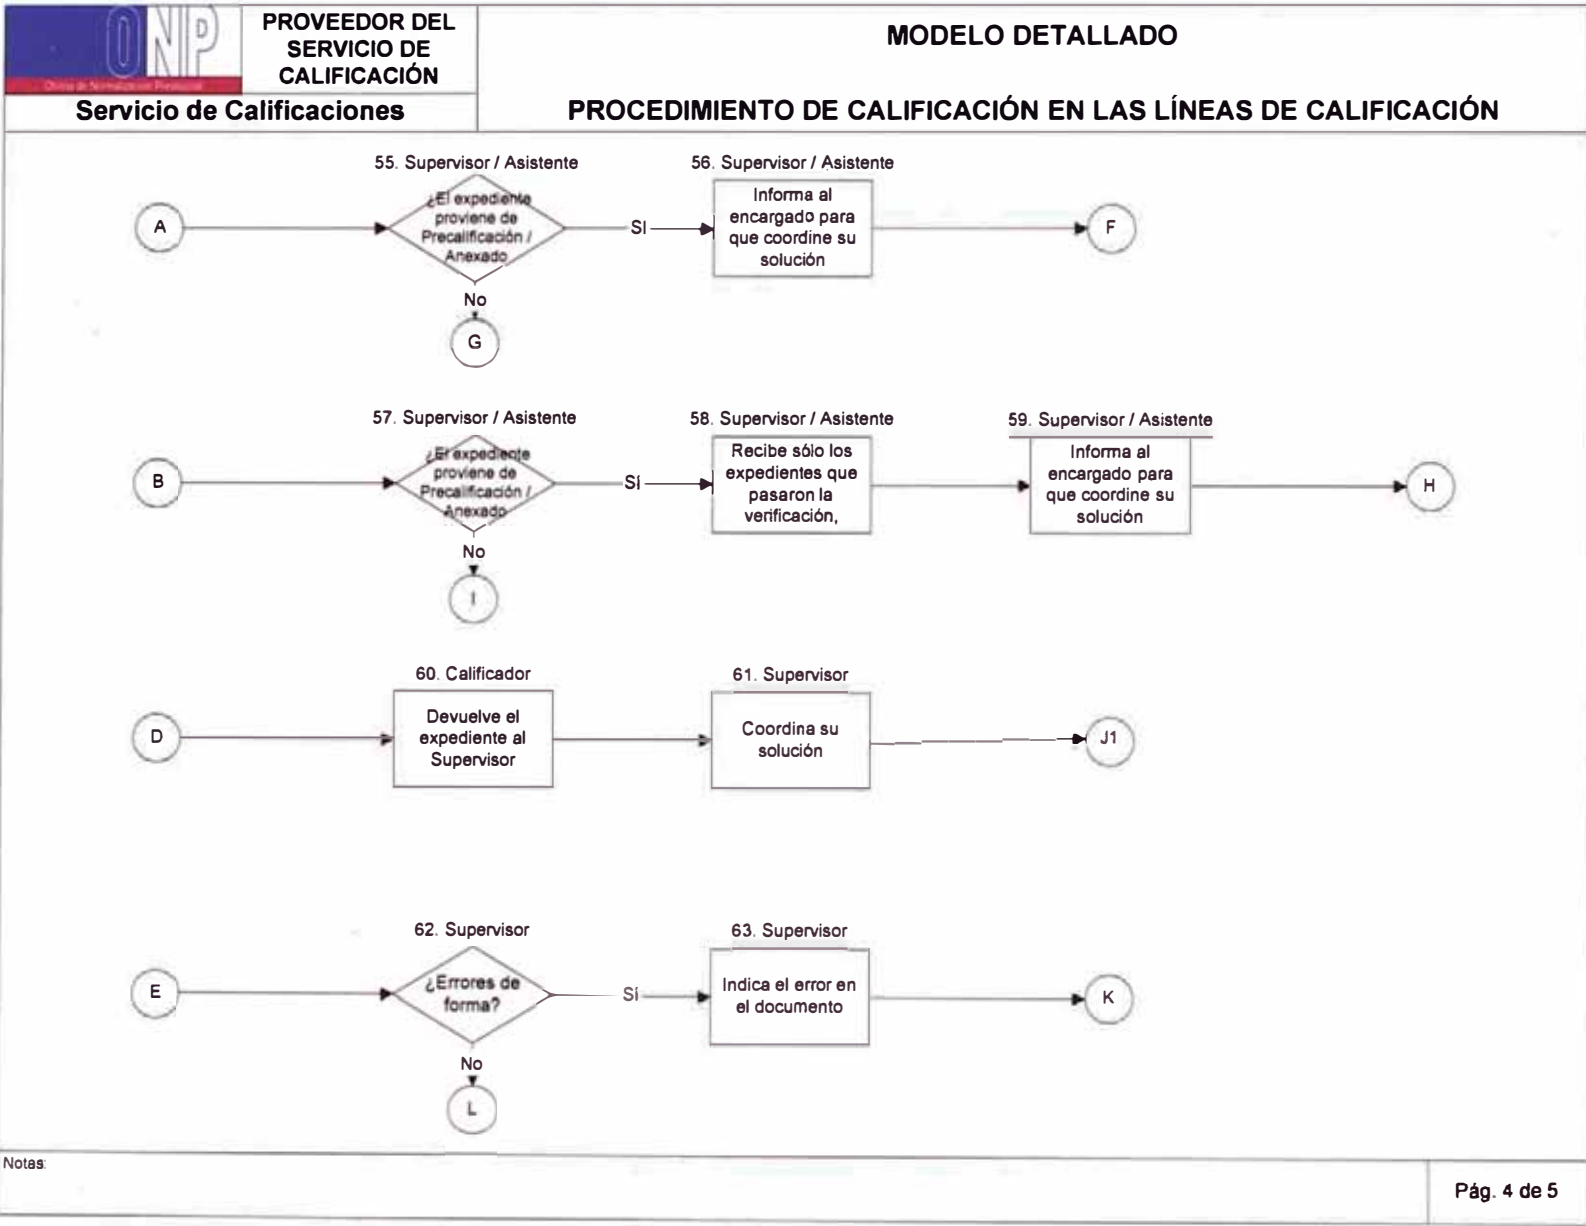 ONP
Oficina de Normalización Previsional
PROVEEDOR DEL
SERVICIO DE
CALIFICACIÓN
MODELO DETALLADO
Servicio de Calificaciones
PROCEDIMIENTO DE CALIFICACIÓN EN LAS LÍNEAS DE CALIFICACIÓN
55. Supervisor / Asistente
56. Supervisor / Asistente
A
¿El expediente
proviene de
Precalificación /
Anexado
SI
Informa al
encargado para
que coordine su
solución
F
No
G
57. Supervisor / Asistente
58. Supervisor / Asistente
59. Supervisor / Asistente
B
¿El expediente
proviene de
Precalificación /
Anexado
Sí
Recibe sólo los
expedientes que
pasaron la
verificación,
Informa al
encargado para
que coordine su
solución
H
No
I
60. Calificador
61. Supervisor
D
Devuelve el
expediente al
Supervisor
Coordina su
solución
J1
62. Supervisor
63. Supervisor
E
¿Errores de
forma?
Sí
Indica el error en
el documento
K
No
L
Notas:
Pág. 4 de 5